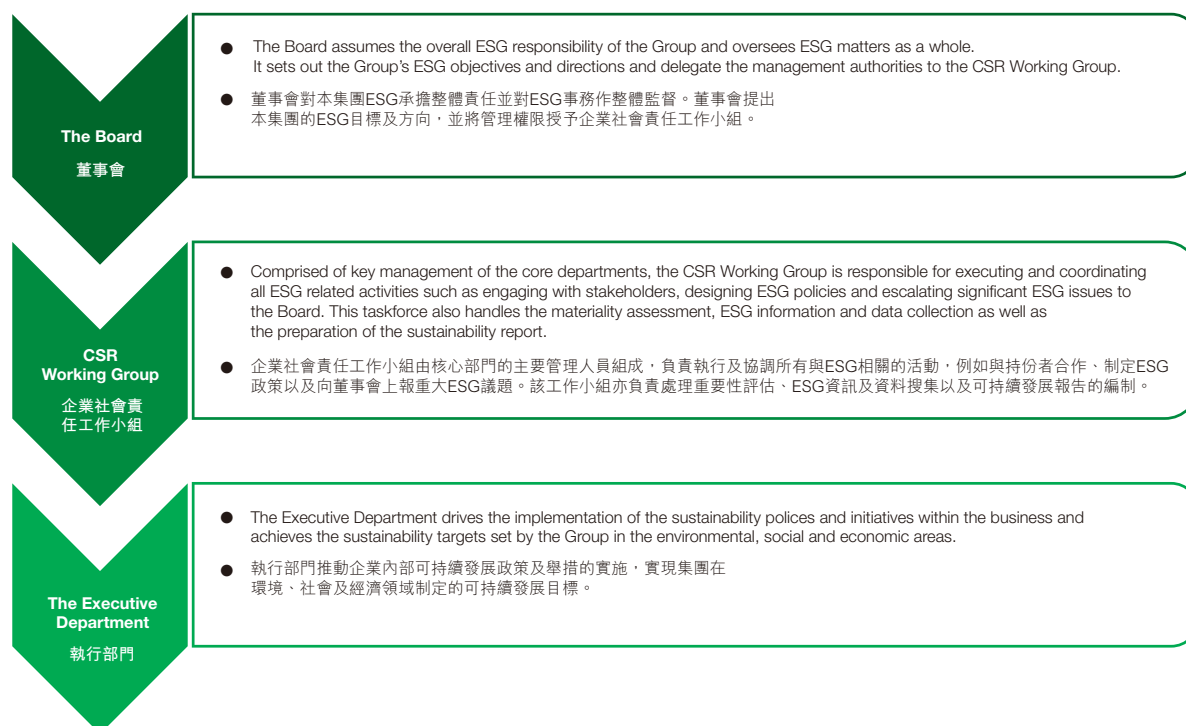 The Board
董事會
● The Board assumes the overall ESG responsibility of the Group and oversees ESG matters as a whole.
It sets out the Group's ESG objectives and directions and delegate the management authorities to the CSR Working Group.
● 董事會對本集團ESG承擔整體責任並對ESG事務作整體監督。董事會提出
本集團的ESG目標及方向，並將管理權限授予企業社會責任工作小組。
CSR
Working Group
企業社會責
任工作小組
● Comprised of key management of the core departments, the CSR Working Group is responsible for executing and coordinating
all ESG related activities such as engaging with stakeholders, designing ESG policies and escalating significant ESG issues to
the Board. This taskforce also handles the materiality assessment, ESG information and data collection as well as
the preparation of the sustainability report.
● 企業社會責任工作小組由核心部門的主要管理人員組成，負責執行及協調所有與ESG相關的活動，例如與持份者合作、制定ESG
政策以及向董事會上報重大ESG議題。該工作小組亦負責處理重要性評估、ESG資訊及資料搜集以及可持續發展報告的編制。
The Executive
Department
執行部門
● The Executive Department drives the implementation of the sustainability polices and initiatives within the business and
achieves the sustainability targets set by the Group in the environmental, social and economic areas.
● 執行部門推動企業內部可持續發展政策及舉措的實施，實現集團在
環境、社會及經濟領域制定的可持續發展目標。